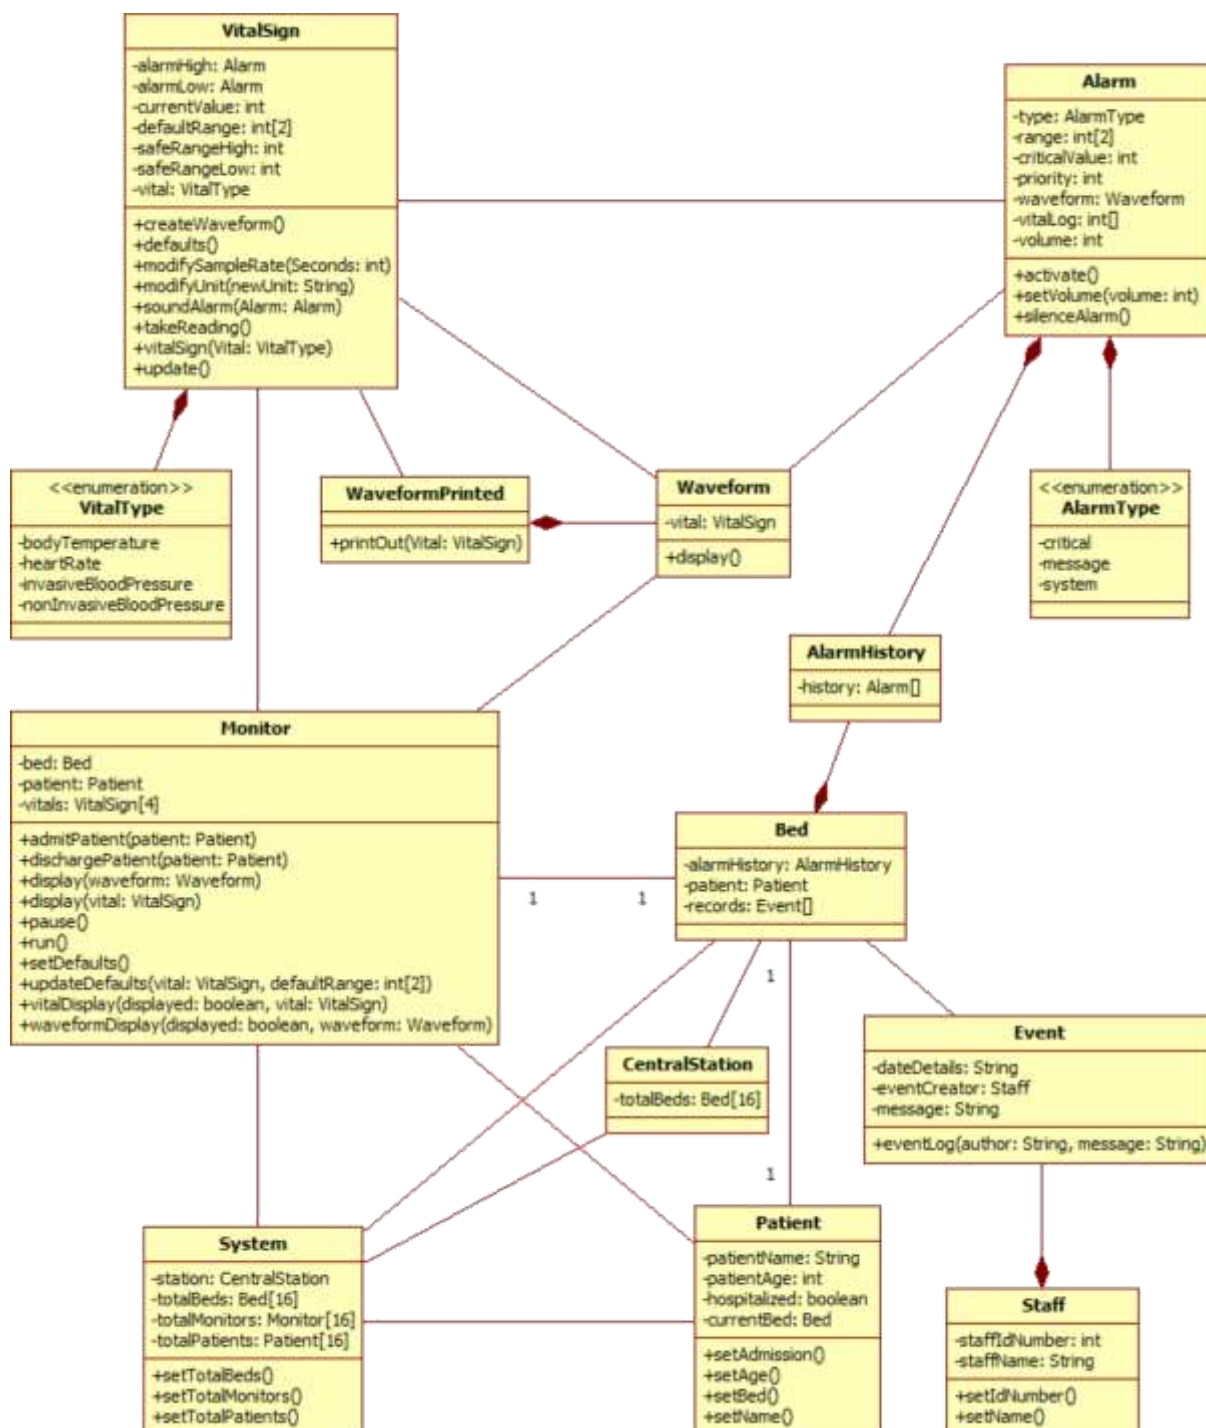 VitalSign
-alarmHigh: Alarm
-alarmLow: Alarm
-currentValue: int
-defaultRange: int[2]
-safeRangeHigh: int
-safeRangeLow: int
-vital: VitalType
+createWaveform()
+defaults()
+modifySampleRate(Seconds: int)
+modifyUnit(newUnit: String)
+soundAlarm(Alarm: Alarm)
+takeReading()
+vitalSign(Vital: VitalType)
+update()
Alarm
-type: AlarmType
-range: int[2]
-criticalValue: int
-priority: int
-waveform: Waveform
-vitalLog: int[]
-volume: int
+activate()
+setVolume(volume: int)
+silenceAlarm()
<<enumeration>>
VitalType
-bodyTemperature
-heartRate
-invasiveBloodPressure
-nonInvasiveBloodPressure
WaveformPrinted
+printOut(Vital: VitalSign)
Waveform
-vital: VitalSign
+display()
<<enumeration>>
AlarmType
-critical
-message
-system
AlarmHistory
-history: Alarm[]
Monitor
-bed: Bed
-patient: Patient
-vitals: VitalSign[4]
+admitPatient(patient: Patient)
+dischargePatient(patient: Patient)
+display(waveform: Waveform)
+display(vital: VitalSign)
+pause()
+run()
+setDefaults()
+updateDefaults(vital: VitalSign, defaultRange: int[2])
+vitalDisplay(displayed: boolean, vital: VitalSign)
+waveformDisplay(displayed: boolean, waveform: Waveform)
1 1
Bed
-alarmHistory: AlarmHistory
-patient: Patient
-records: Event[]
1
CentralStation
-totalBeds: Bed[16]
Event
-dateDetails: String
-eventCreator: Staff
-message: String
+eventLog(author: String, message: String)
1
System
-station: CentralStation
-totalBeds: Bed[16]
-totalMonitors: Monitor[16]
-totalPatients: Patient[16]
+setTotalBeds()
+setTotalMonitors()
+setTotalPatients()
Patient
-patientName: String
-patientAge: int
-hospitalized: boolean
-currentBed: Bed
+setAdmission()
+setAge()
+setBed()
+setName()
Staff
-staffIdNumber: int
-staffName: String
+setIdNumber()
+setName()